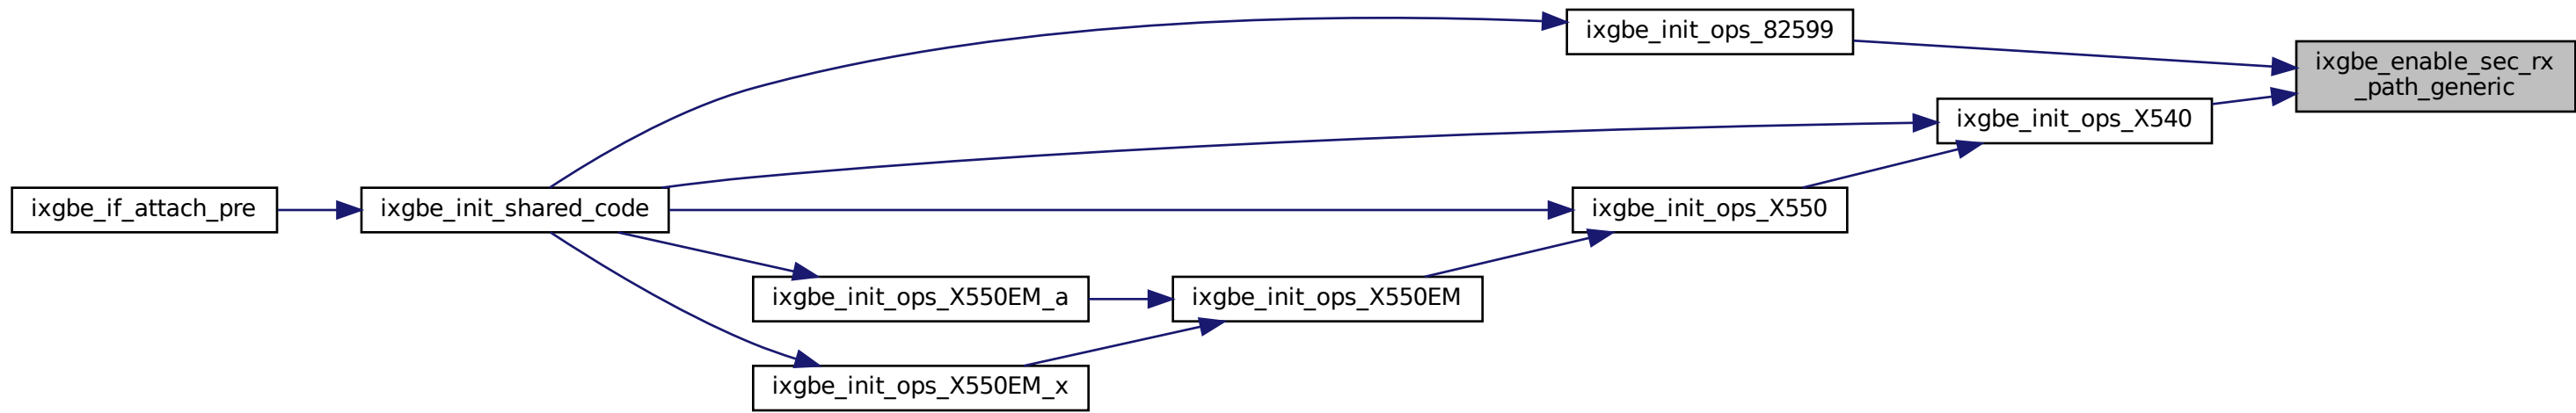 ixgbe_init_ops_82599
ixgbe_enable_sec_rx
_path_generic
ixgbe_init_ops_X540
ixgbe_if_attach_pre
ixgbe_init_shared_code
ixgbe_init_ops_X550
ixgbe_init_ops_X550EM_a
ixgbe_init_ops_X550EM
ixgbe_init_ops_X550EM_x